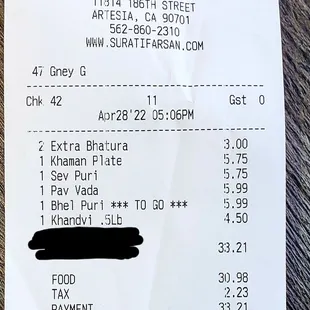 11814 186TH STREET
ARTESIA, CA 90701
562-860-2310
WWW.SURATIFARSAN.COM
47 Gney G
Chk 42 11 Gst 0
Apr28'22 05:06PM
2 Extra Bhatura 3.00
1 Khaman Plate 5.75
1 Sev Puri 5.75
1 Pav Vada 5.99
1 Bhel Puri *** TO GO *** 5.99
1 Khandvi .5Lb 4.50
33.21
FOOD 30.98
TAX 2.23
PAYMENT 33.21